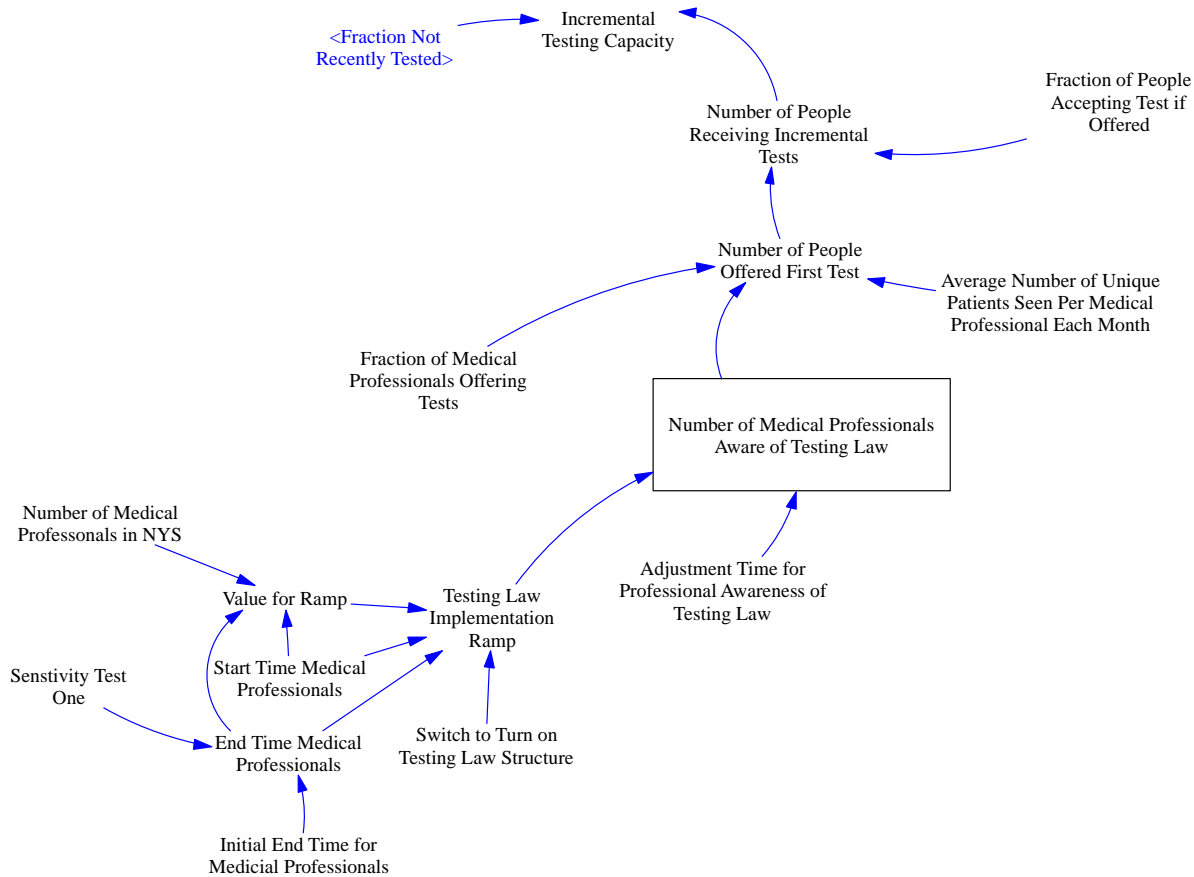 Incremental
Testing Capacity
<Fraction Not
Recently Tested>
Fraction of People
Accepting Test if
Offered
Number of People
Receiving Incremental
Tests
Number of People
Offered First Test
Average Number of Unique
Patients Seen Per Medical
Professional Each Month
Fraction of Medical
Professionals Offering
Tests
Number of Medical Professionals
Aware of Testing Law
Number of Medical
Professonals in NYS
Adjustment Time for
Professional Awareness of
Testing Law
Value for Ramp
Testing Law
Implementation
Ramp
Start Time Medical
Professionals
Senstivity Test
One
Switch to Turn on
Testing Law Structure
End Time Medical
Professionals
Initial End Time for
Medicial Professionals